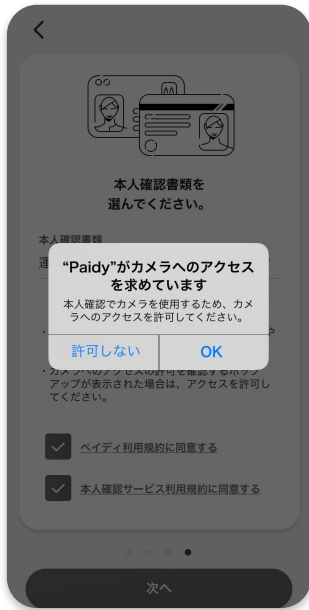 本人確認書類を
選んでください。
本人確認書類
運
“Paidy”がカメラへのアクセス
を求めています
本人確認でカメラを使用するため、カメ
ラへのアクセスを許可してください。
許可しない
OK
や
・カメラへのアクセスの許可を確認するポップ
アップが表示された場合は、アクセスを許可し
てください。
ペイディ利用規約に同意する
本人確認サービス利用規約に同意する
次へ